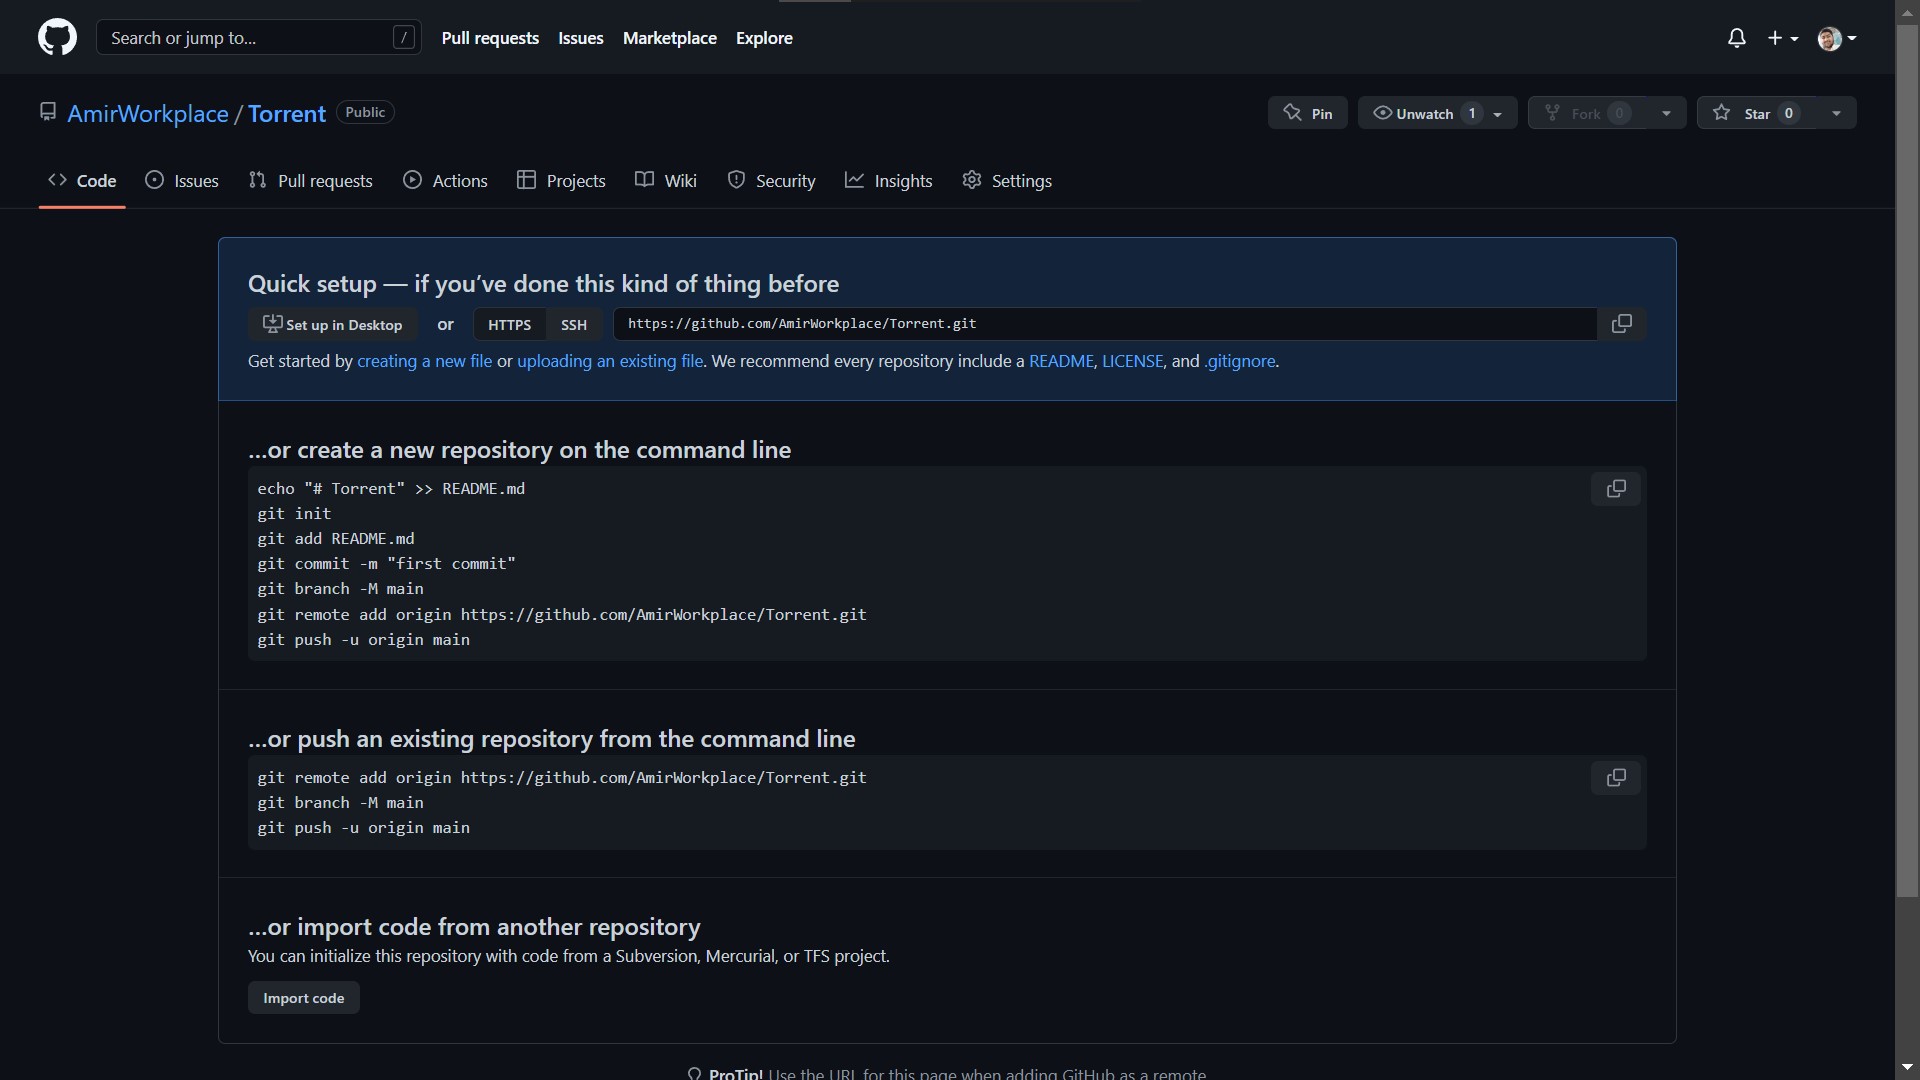 Search or jump to... /
Pull requests Issues Marketplace Explore
AmirWorkplace / Torrent Public
Pin
Unwatch 1
Fork 0
Star 0
Code Issues Pull requests Actions Projects Wiki Security Insights Settings
Quick setup — if you’ve done this kind of thing before
Set up in Desktop or HTTPS SSH https://github.com/AmirWorkplace/Torrent.git
Get started by creating a new file or uploading an existing file. We recommend every repository include a README, LICENSE, and .gitignore.
…or create a new repository on the command line
echo "# Torrent" >> README.md
git init
git add README.md
git commit -m "first commit"
git branch -M main
git remote add origin https://github.com/AmirWorkplace/Torrent.git
git push -u origin main
…or push an existing repository from the command line
git remote add origin https://github.com/AmirWorkplace/Torrent.git
git branch -M main
git push -u origin main
…or import code from another repository
You can initialize this repository with code from a Subversion, Mercurial, or TFS project.
Import code
ProTip! Use the URL for this page when adding GitHub as a remote